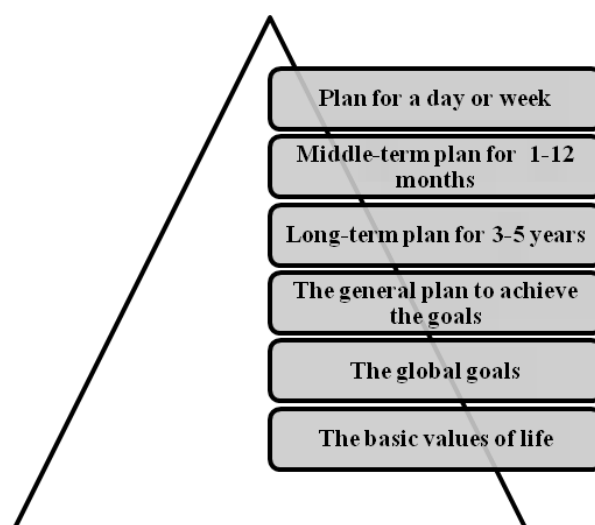 Plan for a day or week
Middle-term plan for 1-12
months
Long-term plan for 3-5 years
The general plan to achieve
the goals
The global goals
The basic values of life